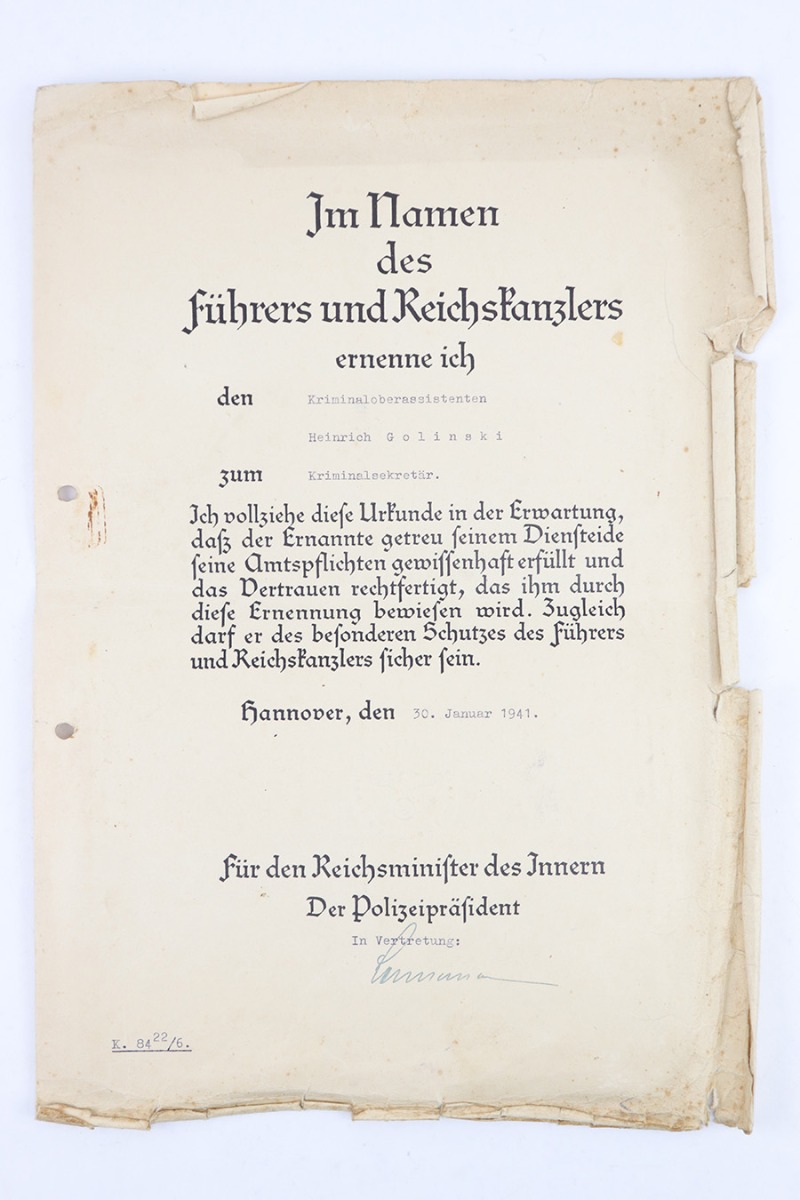 Im Namen
des
Führers und Reichskanzlers
ernenne ich
den Kriminaloberassistenten
Heinrich G o l i n s k i
zum Kriminalsekretär.
Ich vollziehe dieſe Urkunde in der Erwartung,
daß der Ernannte getreu ſeinem Dienſteide
ſeine Amtspflichten gewiſſenhaft erfüllt und
das Vertrauen rechtfertigt, das ihm durch
dieſe Ernennung bewieſen wird. Zugleich
darf er des beſonderen Schutzes des Führers
und Reichskanzlers ſicher ſein.
Hannover, den 30. Januar 1941.
Für den Reichsminiſter des Innern
Der Polizeipräſident
In Vertretung:
K. 84 22/6.